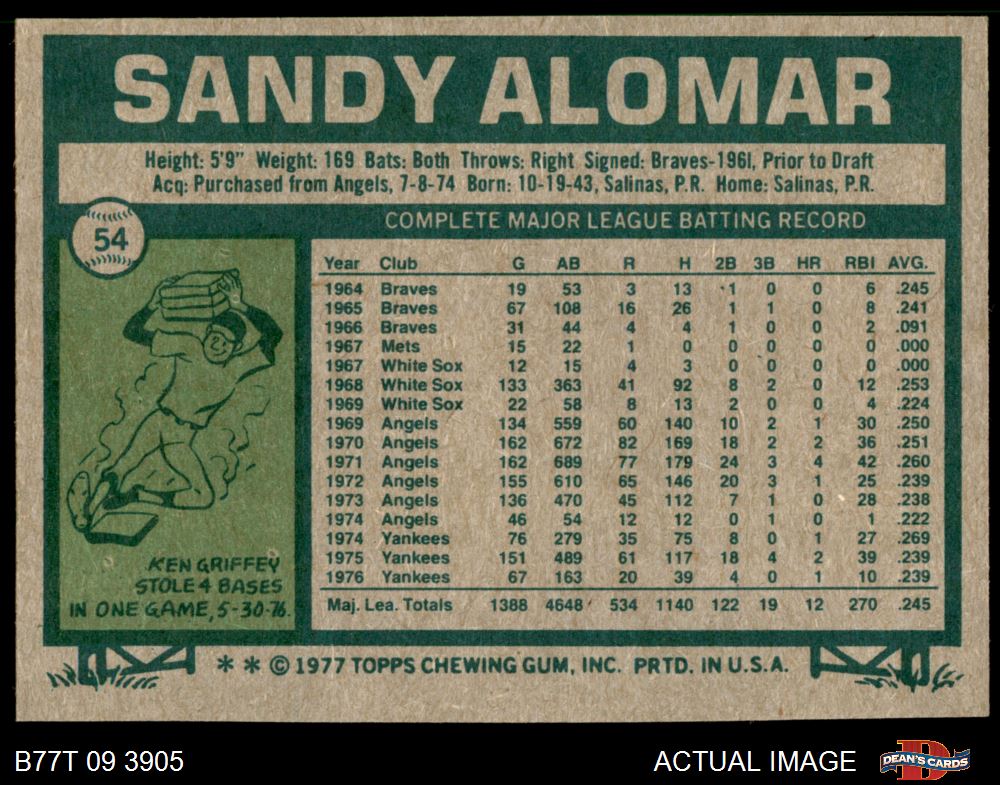 SANDY ALOMAR
Height: 5'9" Weight: 169 Bats: Both Throws: Right Signed: Braves-1961, Prior to Draft
Acq: Purchased from Angels, 7-8-74 Born: 10-19-43, Salinas, P.R. Home: Salinas, P.R.
54
COMPLETE MAJOR LEAGUE BATTING RECORD
Year Club G AB R H 2B 3B HR RBI AVG.
1964 Braves 19 53 3 13 1 0 0 6 .245
1965 Braves 67 108 16 26 1 1 0 8 .241
1966 Braves 31 44 4 4 1 0 0 2 .091
1967 Mets 15 22 1 0 0 0 0 0 .000
1967 White Sox 12 15 4 3 0 0 0 0 .000
1968 White Sox 133 363 41 92 8 2 0 12 .253
1969 White Sox 22 58 8 13 2 0 0 4 .224
1969 Angels 134 559 60 140 10 2 1 30 .250
1970 Angels 162 672 82 169 18 2 2 36 .251
1971 Angels 162 689 77 179 24 3 4 42 .260
1972 Angels 155 610 65 146 20 3 1 25 .239
1973 Angels 136 470 45 112 7 1 0 28 .238
1974 Angels 46 54 12 12 0 1 0 1 .222
1974 Yankees 76 279 35 75 8 0 1 27 .269
1975 Yankees 151 489 61 117 18 4 2 39 .239
1976 Yankees 67 163 20 39 4 0 1 10 .239
Maj. Lea. Totals 1388 4648 534 1140 122 19 12 270 .245
KEN GRIFFEY
STOLE 4 BASES
IN ONE GAME, 5-30-76.
* * © 1977 TOPPS CHEWING GUM, INC. PRTD. IN U.S.A.
B77T 09 3905
ACTUAL IMAGE
D
DEAN'S CARDS